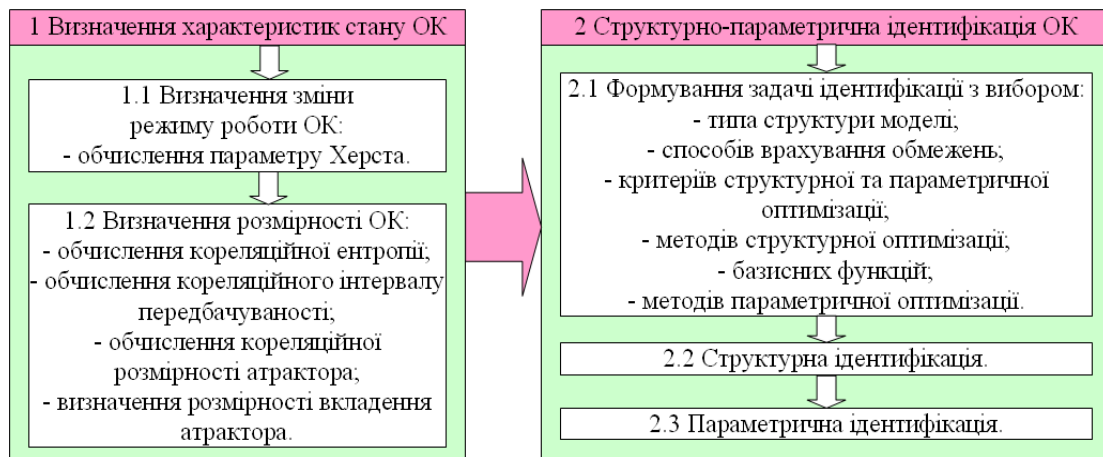 1 Визначення характеристик стану ОК
1.1 Визначення зміни
режиму роботи ОК:
- обчислення параметру Херста.
1.2 Визначення розмірності ОК:
- обчислення кореляційної ентропії;
- обчислення кореляційного інтервалу
передбачуваності;
- обчислення кореляційної
розмірності атрактора;
- визначення розмірності вкладення
атрактора.
2 Структурно-параметрична ідентифікація ОК
2.1 Формування задачі ідентифікації з вибором:
- типа структури моделі;
- способів врахування обмежень;
- критеріїв структурної та параметричної
оптимізації;
- методів структурної оптимізації;
- базисних функцій;
- методів параметричної оптимізації.
2.2 Структурна ідентифікація.
2.3 Параметрична ідентифікація.